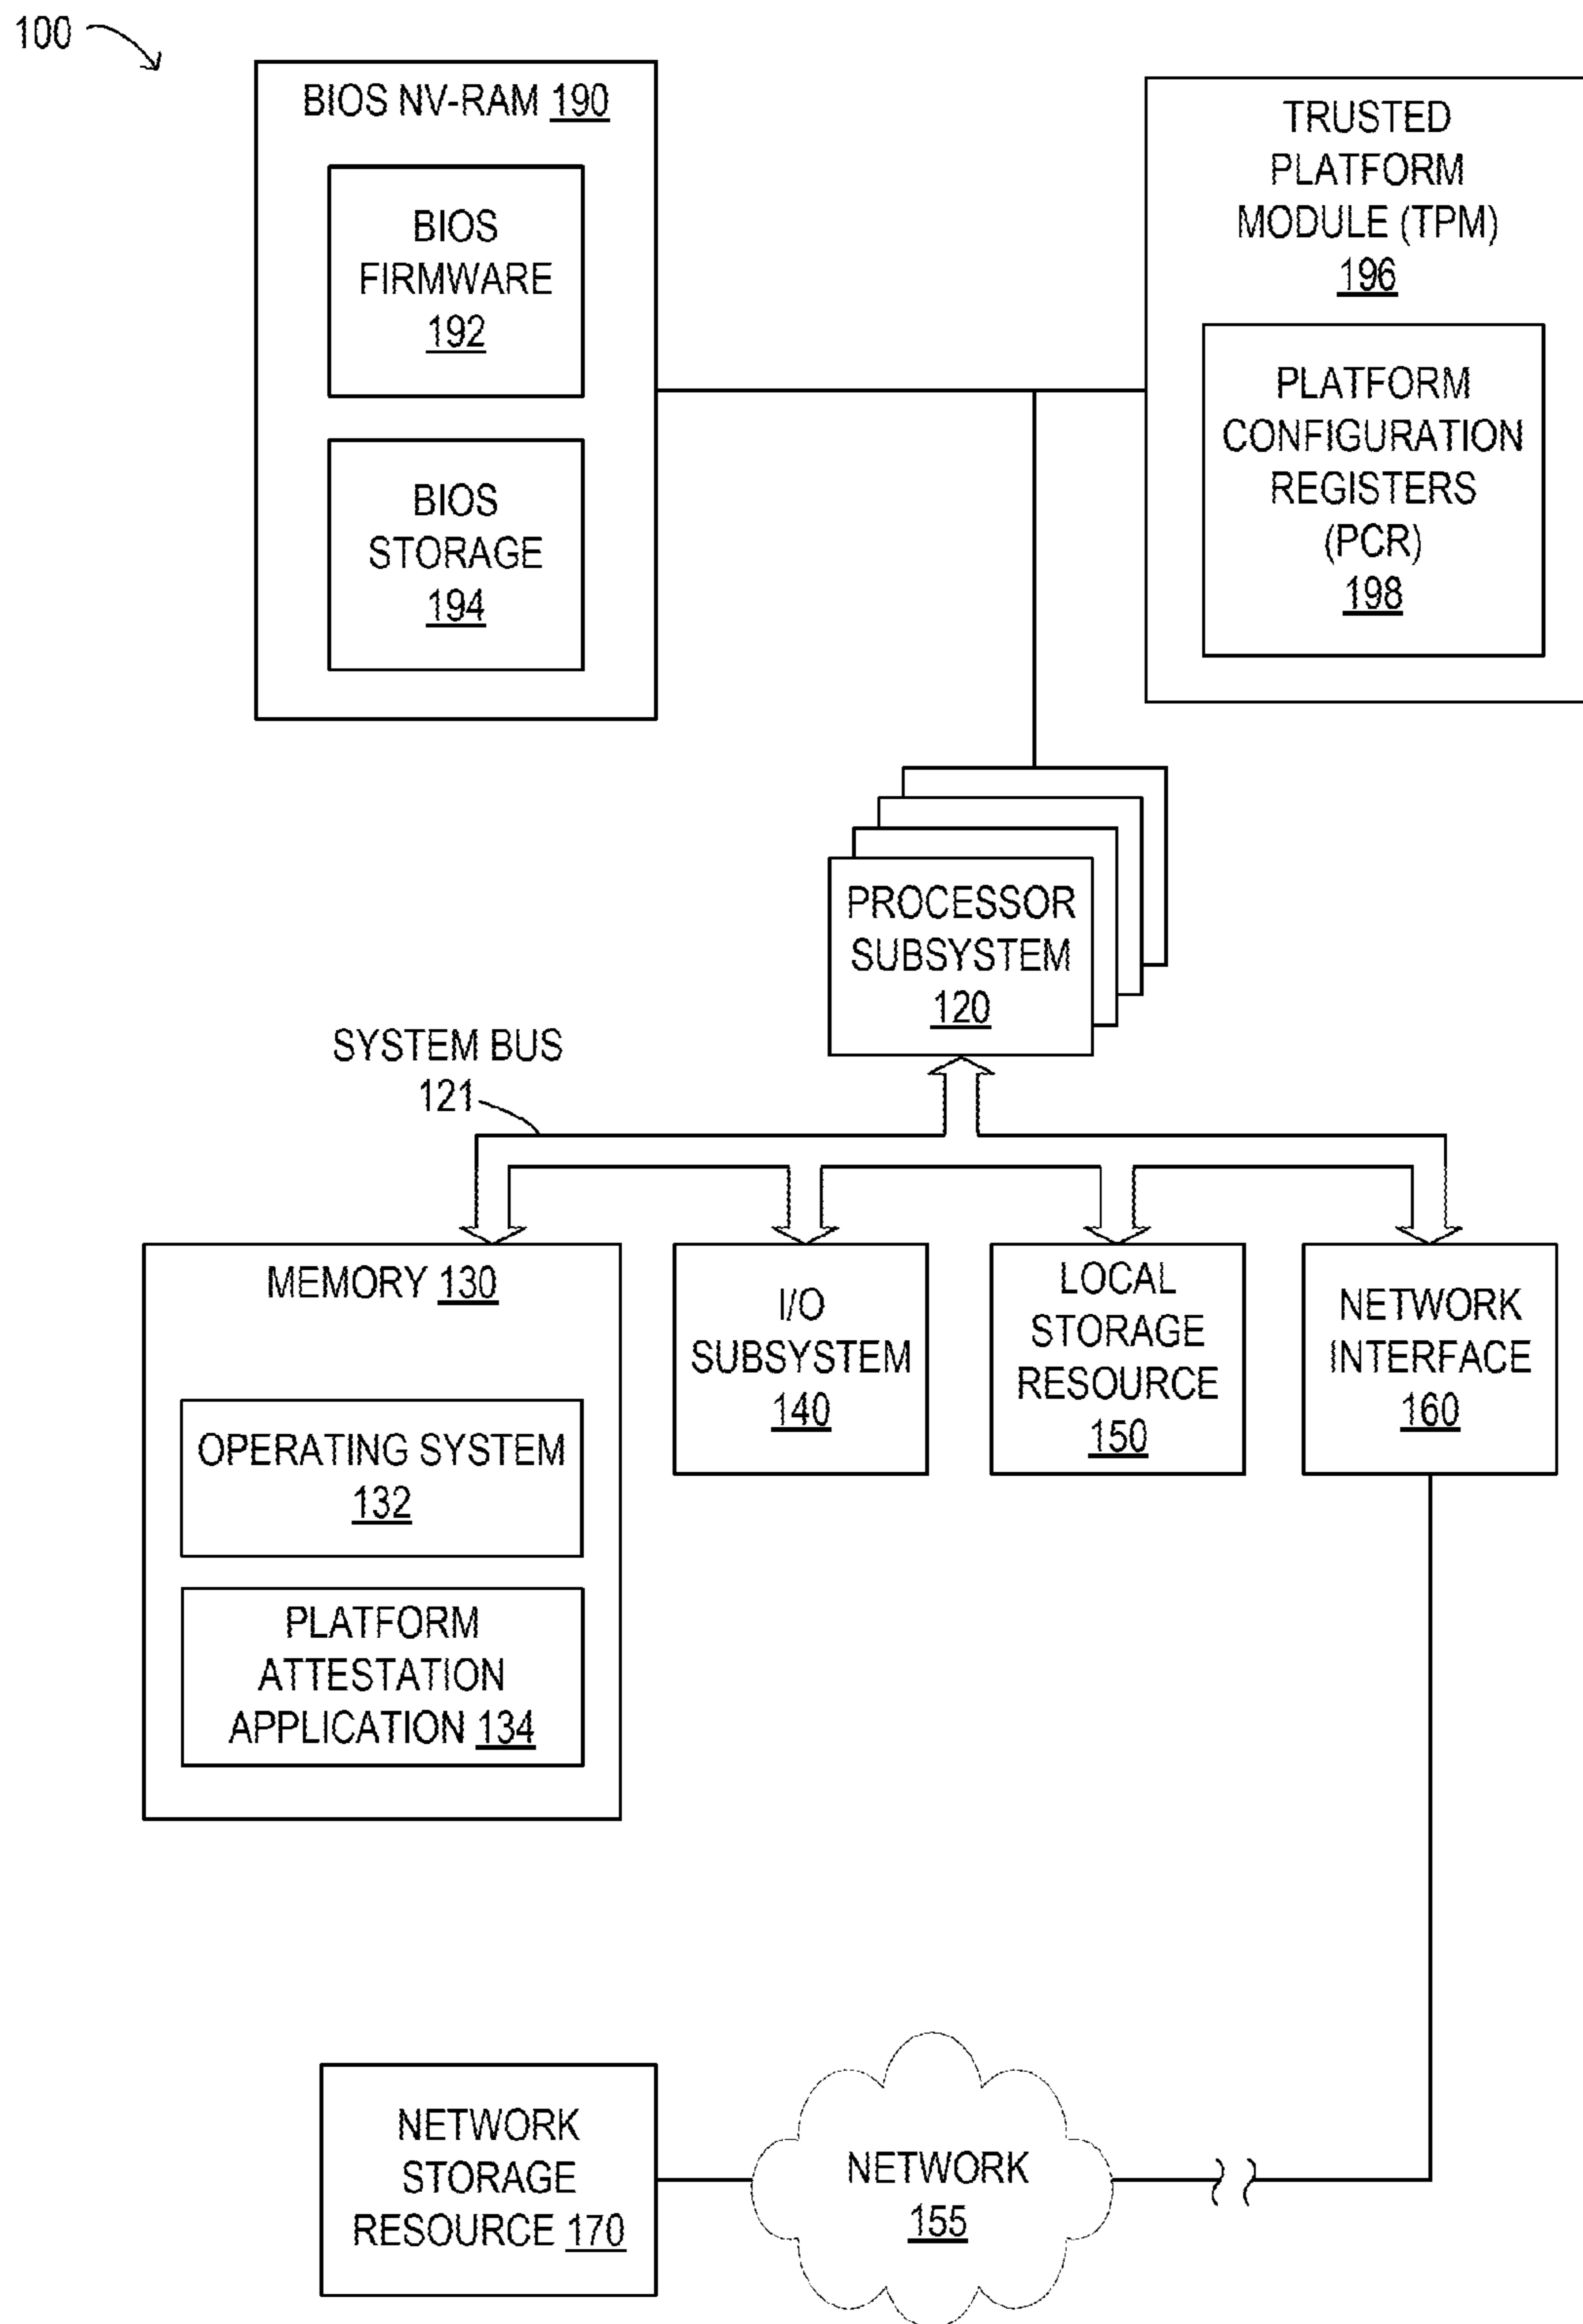 100
BIOS NV-RAM 190
BIOS
FIRMWARE
192
BIOS
STORAGE
194
TRUSTED
PLATFORM
MODULE (TPM)
196
PLATFORM
CONFIGURATION
REGISTERS
(PCR)
198
PROCESSOR
SUBSYSTEM
120
SYSTEM BUS
121
MEMORY 130
OPERATING SYSTEM
132
PLATFORM
ATTESTATION
APPLICATION 134
I/O
SUBSYSTEM
140
LOCAL
STORAGE
RESOURCE
150
NETWORK
INTERFACE
160
NETWORK
STORAGE
RESOURCE 170
NETWORK
155